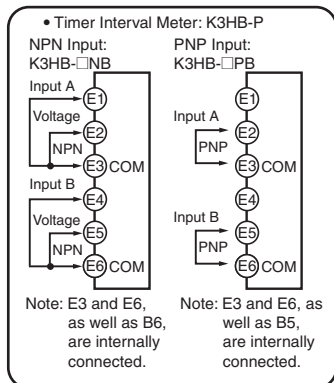 • Timer Interval Meter: K3HB-P
NPN Input:
K3HB-□NB
Input A
Voltage
NPN
Input B
Voltage
NPN
E1
E2
E3 COM
E4
E5
E6 COM
Note: E3 and E6,
as well as B6,
are internally
connected.
PNP Input:
K3HB-□PB
Input A
PNP
Input B
PNP
E1
E2
E3 COM
E4
E5
E6 COM
Note: E3 and E6, as
well as B5,
are internally
connected.